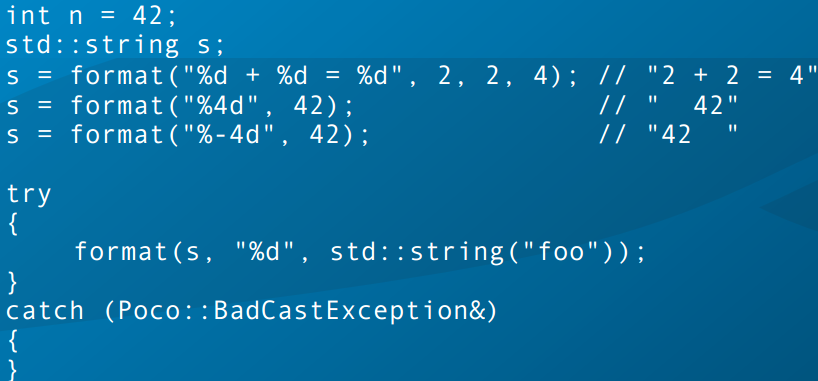 int n = 42;
std::string s;
s = format("%d + %d = %d", 2, 2, 4); // "2 + 2 = 4"
s = format("%4d", 42);               // "  42"
s = format("%-4d", 42);              // "42  "

try
{
    format(s, "%d", std::string("foo"));
}
catch (Poco::BadCastException&)
{
}